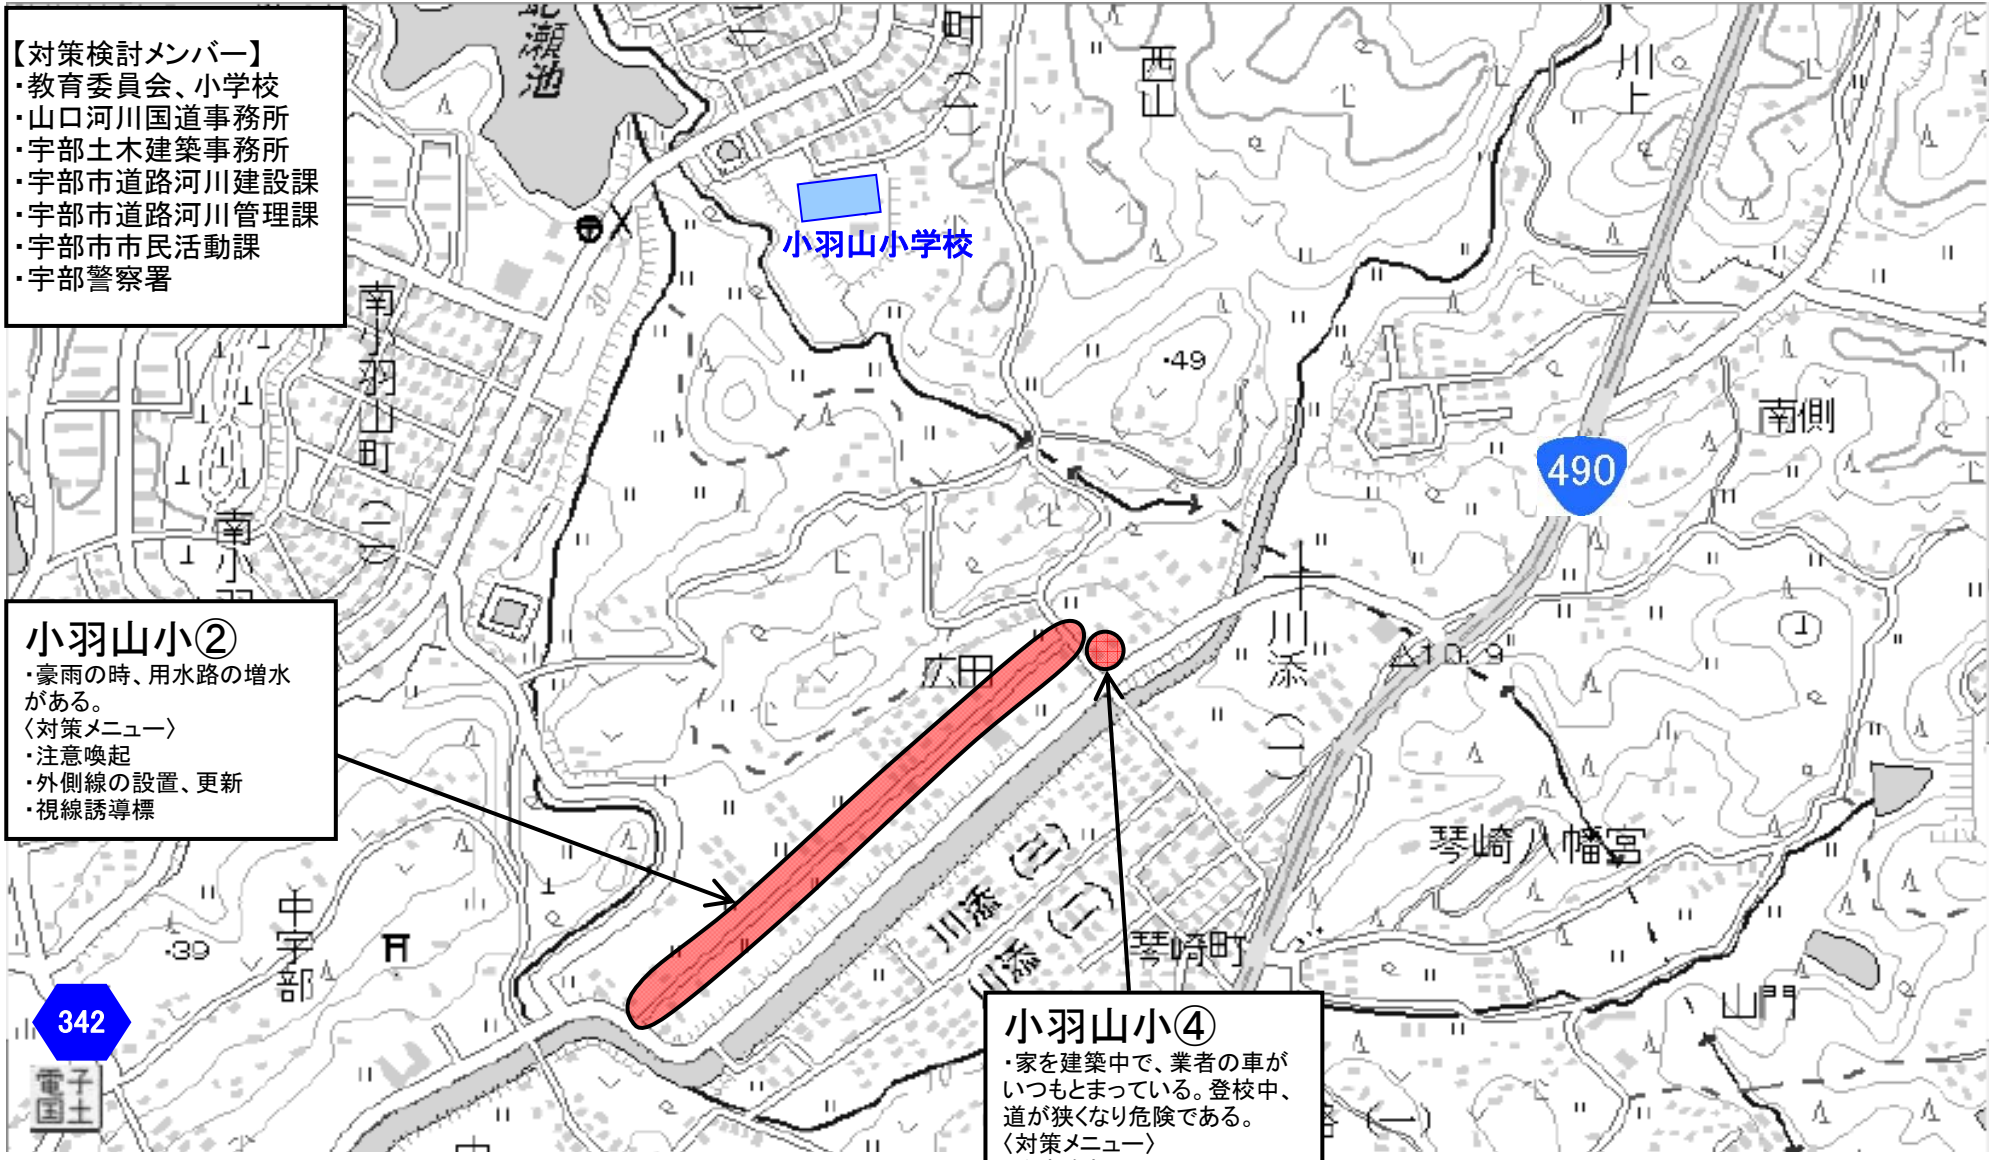 【対策検討メンバー】
・教育委員会、小学校
・山口河川国道事務所
・宇部土木建築事務所
・宇部市道路河川建設課
・宇部市道路河川管理課
・宇部市市民活動課
・宇部警察署
小羽山小学校
西山
川上
30
・49
南小羽山町
(二)
南小羽
490
南側
小羽山小②
・豪雨の時、用水路の増水
がある。
〈対策メニュー〉
・注意喚起
・外側線の設置、更新
・視線誘導標
広田
川添(一)
10.9
川添(三)
川添(二)
琴崎八幡宮
琴崎町
中宇部
・39
山門
342
電子
国土
小羽山小④
・家を建築中で、業者の車が
いつもとまっている。登校中、
道が狭くなり危険である。
〈対策メニュー〉